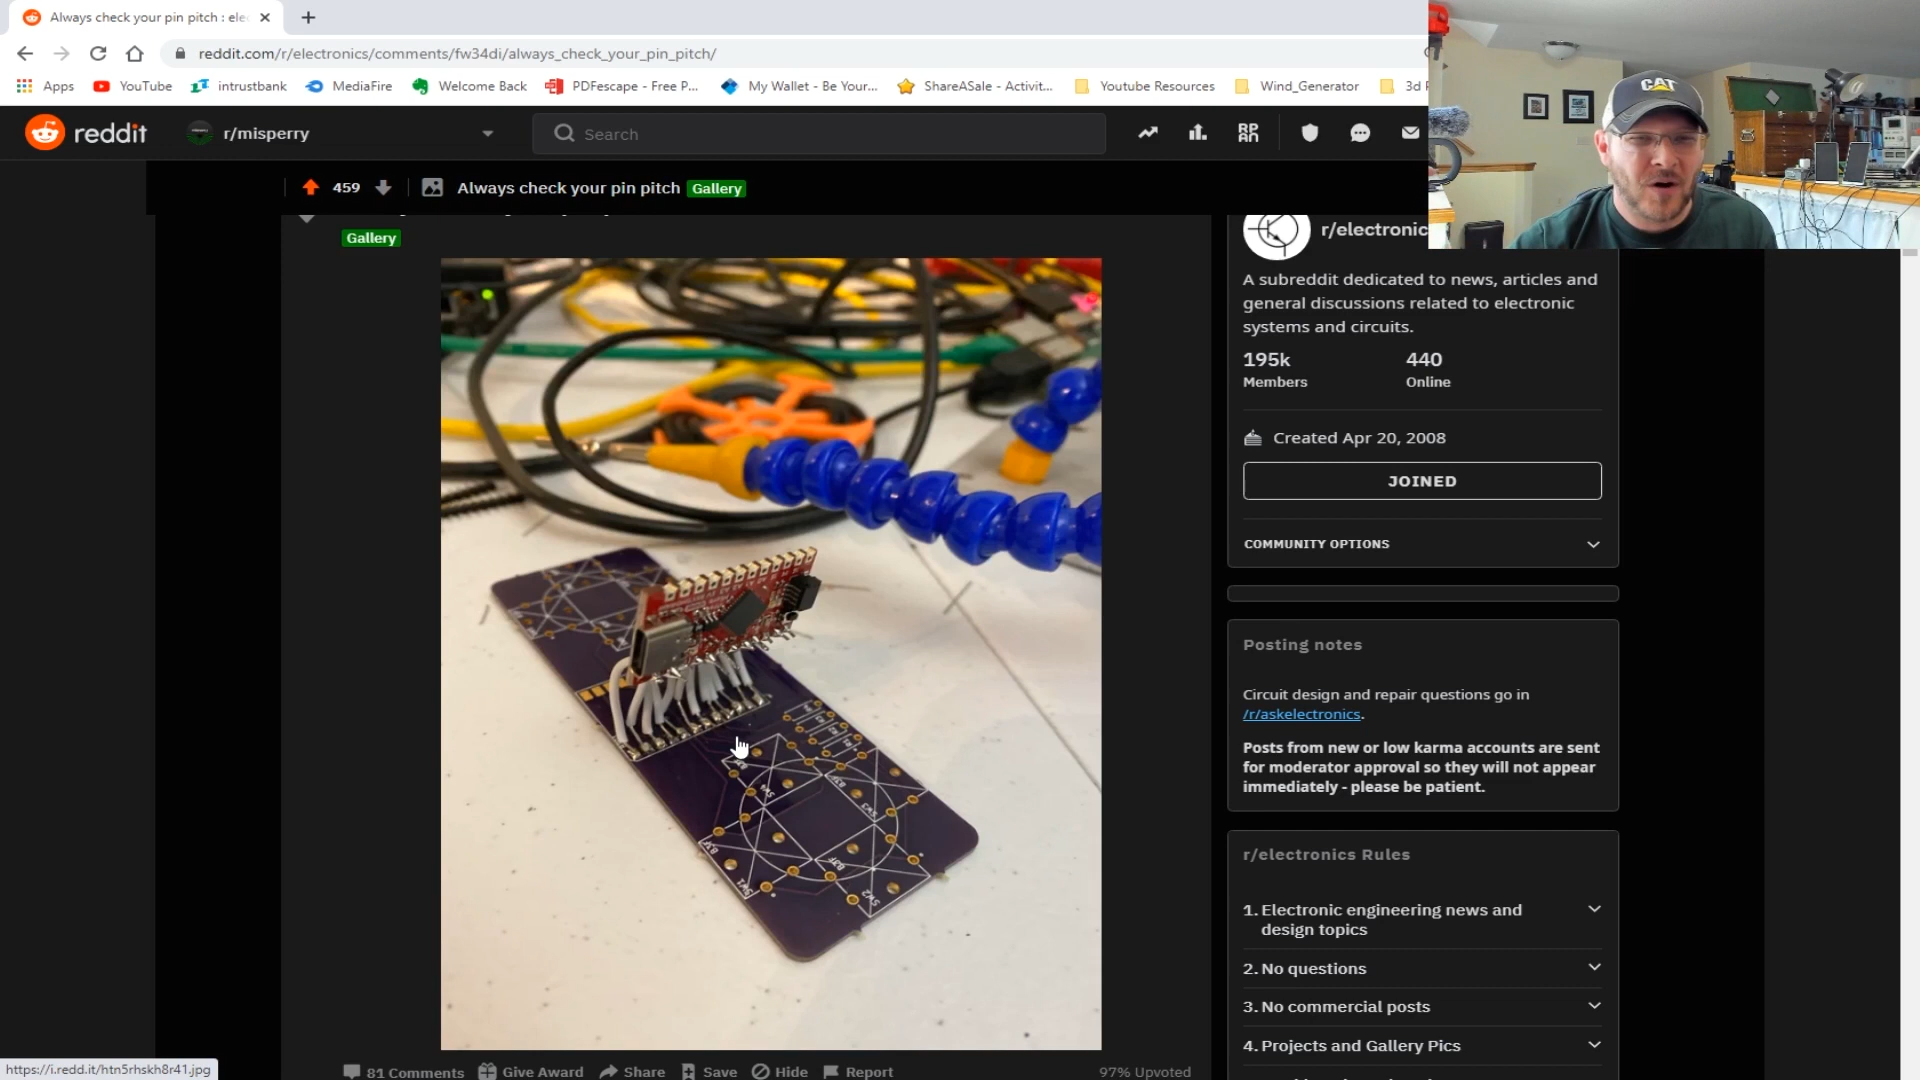 Always check your pin pitch : ele
reddit.com/r/electronics/comments/fw34di/always_check_your_pin_pitch/
Apps
YouTube
intrustbank
MediaFire
Welcome Back
PDFescape - Free P...
My Wallet - Be Your...
ShareASale - Activit...
Youtube Resources
Wind_Generator
3d
CAT
reddit
r/misperry
Search
459
Always check your pin pitch
Gallery
Gallery
r/electronic
A subreddit dedicated to news, articles and
general discussions related to electronic
systems and circuits.
195k
440
Members
Online
Created Apr 20, 2008
JOINED
COMMUNITY OPTIONS
Posting notes
Circuit design and repair questions go in
/r/askelectronics.
Posts from new or low karma accounts are sent
for moderator approval so they will not appear
immediately - please be patient.
r/electronics Rules
1. Electronic engineering news and
design topics
2. No questions
3. No commercial posts
4. Projects and Gallery Pics
SW4
SW3
B3F
B3F
SW1
SW2
81 Comments
Give Award
Share
Save
Hide
Report
97% Upvoted
https://i.redd.it/htn5rhskh8r41.jpg